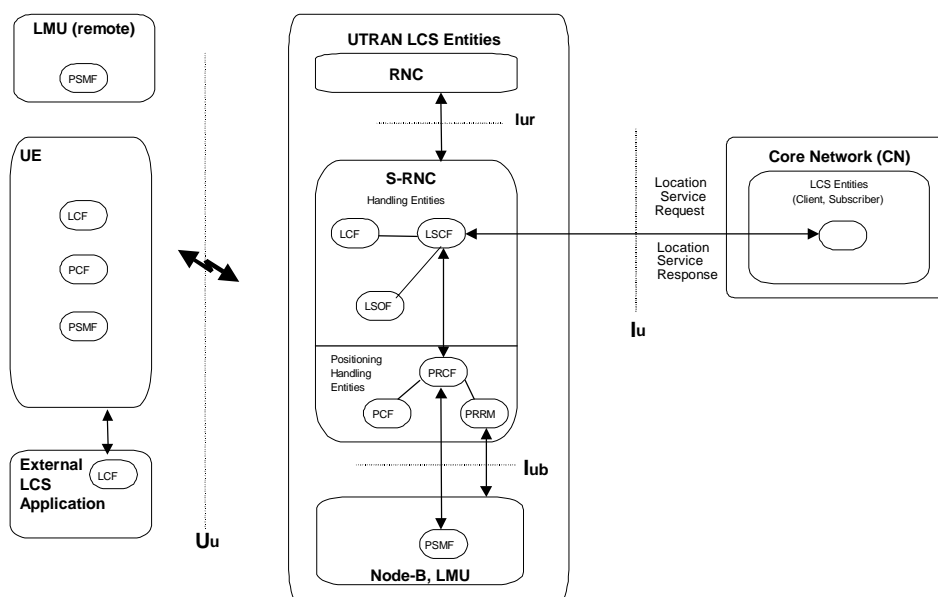 LMU (remote)
PSMF
UE
LCF
PCF
PSMF
External
LCS
Application
LCF
Uu
UTRAN LCS Entities
RNC
Iur
S-RNC
Handling Entities
LCF
LSCF
LSOF
Positioning
Handling
Entities
PRCF
PCF
PRRM
Iub
PSMF
Node-B, LMU
Location
Service
Request
Location
Service
Response
Iu
Core Network (CN)
LCS Entities
(Client, Subscriber)